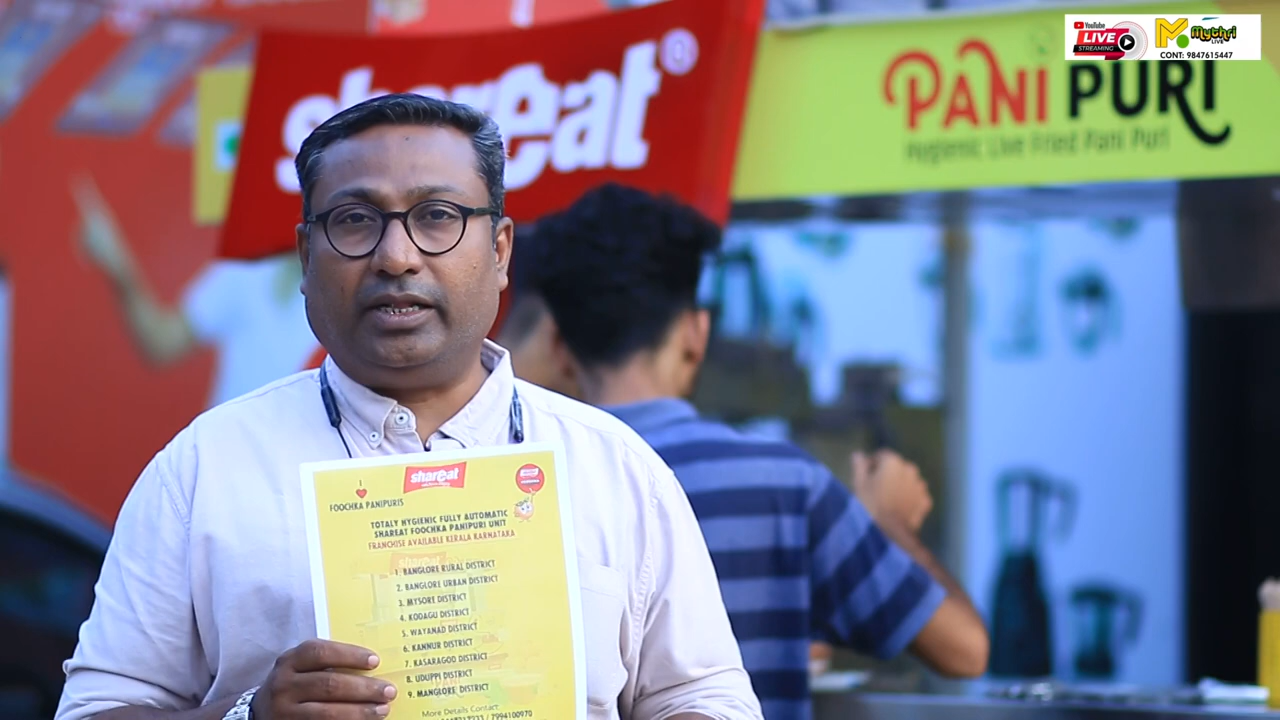 YouTube
LIVE
STREAMING
Mythri
LIVE
CONT: 9847615447
shareat®
PANI PURI
Hygienic Live Fried Pani Puri
shareat
I
FOOCHKA PANIPURIS
TOTALY HYGIENIC FULLY AUTOMATIC
SHAREAT FOOCHKA PANIPURI UNIT
FRANCHISE AVAILABLE KERALA KARNATAKA
1. BANGLORE RURAL DISTRICT
2. BANGLORE URBAN DISTRICT
3. MYSORE DISTRICT
4. KODAGU DISTRICT
5. WAYANAD DISTRICT
6. KANNUR DISTRICT
7. KASARAGOD DISTRICT
8. UDUPPI DISTRICT
9. MANGLORE DISTRICT
More Details Contact:
/ 7994100970